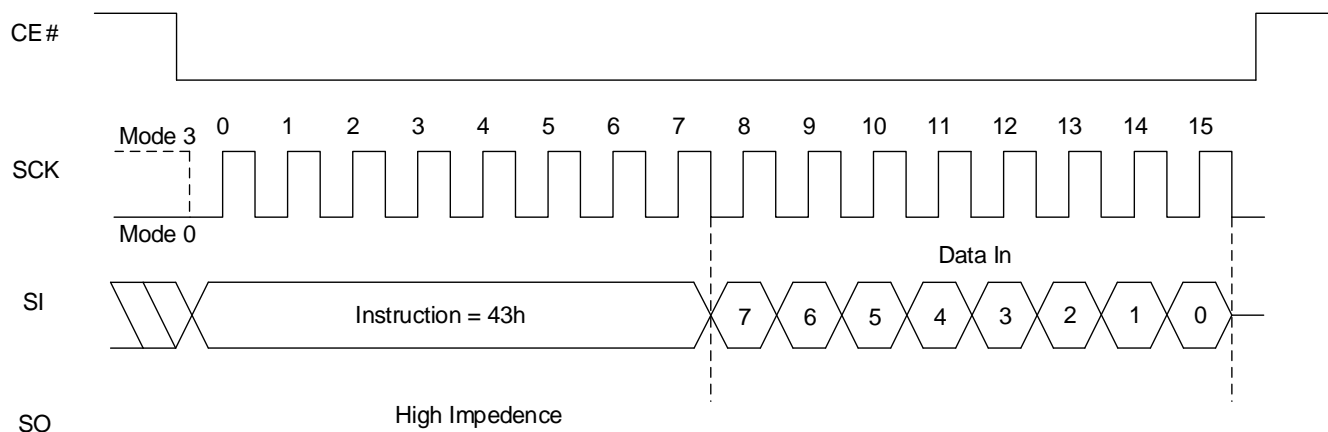 CE#
0 1 2 3 4 5 6 7 8 9 10 11 12 13 14 15
Mode 3
SCK
Mode 0
Data In
SI
Instruction = 43h
7 6 5 4 3 2 1 0
High Impedence
SO